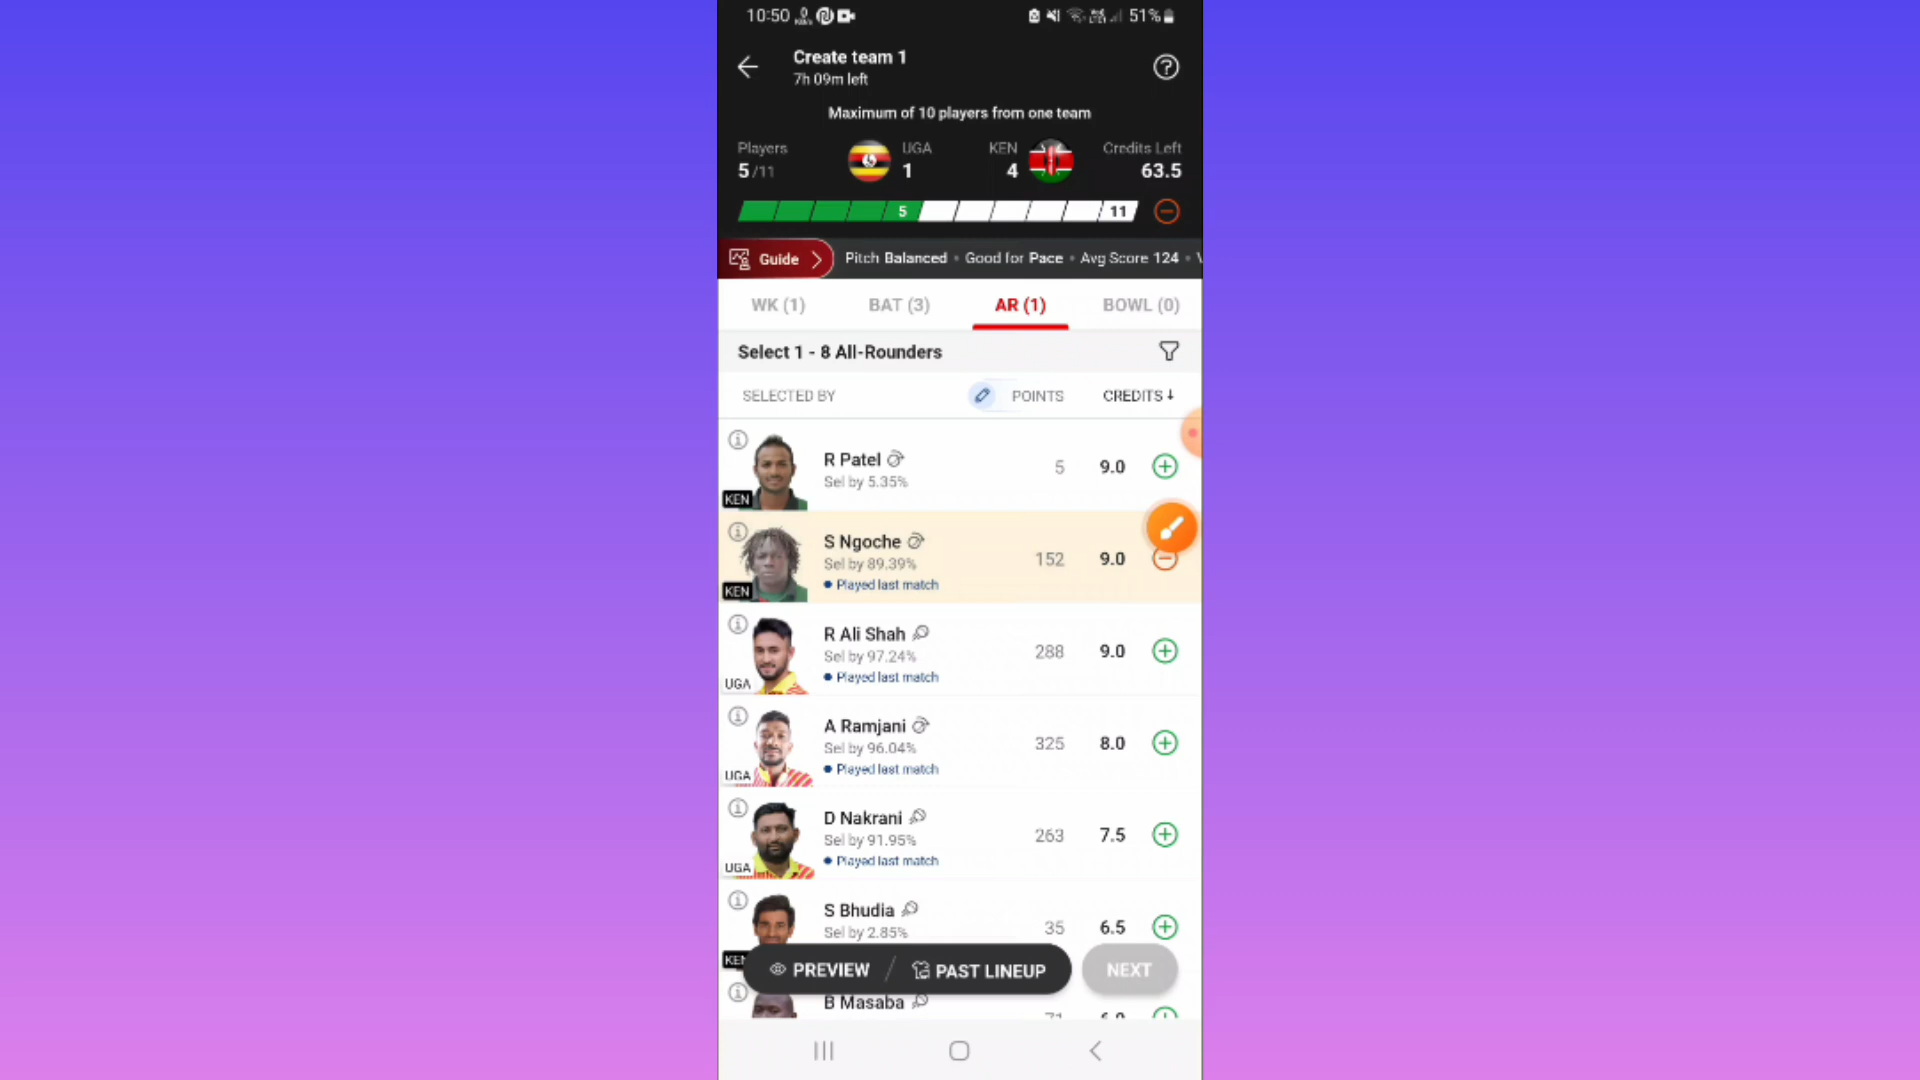 10:50 51%
Create team 1
7h 09m left
Maximum of 10 players from one team
Players UGA KEN Credits Left
5/11 1 4 63.5
5 11
Guide Pitch Balanced • Good for Pace • Avg Score 124 •
WK (1) BAT (3) AR (1) BOWL (0)
Select 1 - 8 All-Rounders
SELECTED BY POINTS CREDITS ↓
R Patel
Sel by 5.35% 5 9.0
KEN
S Ngoche
Sel by 89.39% 152 9.0
Played last match
KEN
R Ali Shah
Sel by 97.24% 288 9.0
Played last match
UGA
A Ramjani
Sel by 96.04% 325 8.0
Played last match
UGA
D Nakrani
Sel by 91.95% 263 7.5
Played last match
UGA
S Bhudia
Sel by 2.85% 35 6.5
KEN
PREVIEW / PAST LINEUP NEXT
B Masaba